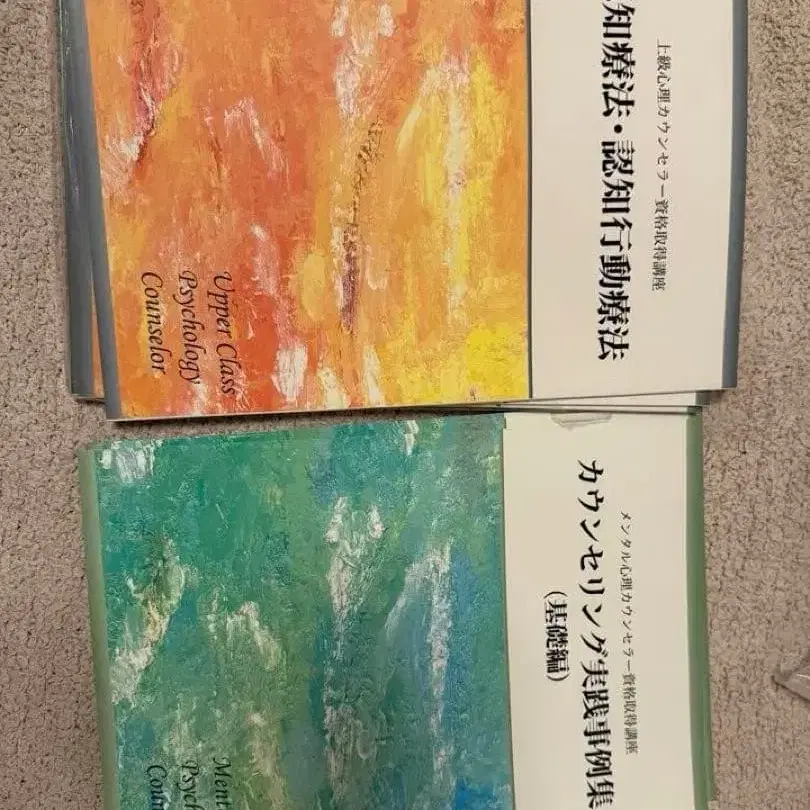 上級心理カウンセラー資格取得講座
知療法・認知行動療法
Upper Class
Psychology
Counselor
メンタル心理カウンセラー資格取得講座
カウンセリング実践事例集
(基礎編)
Ment
Psych
Coun